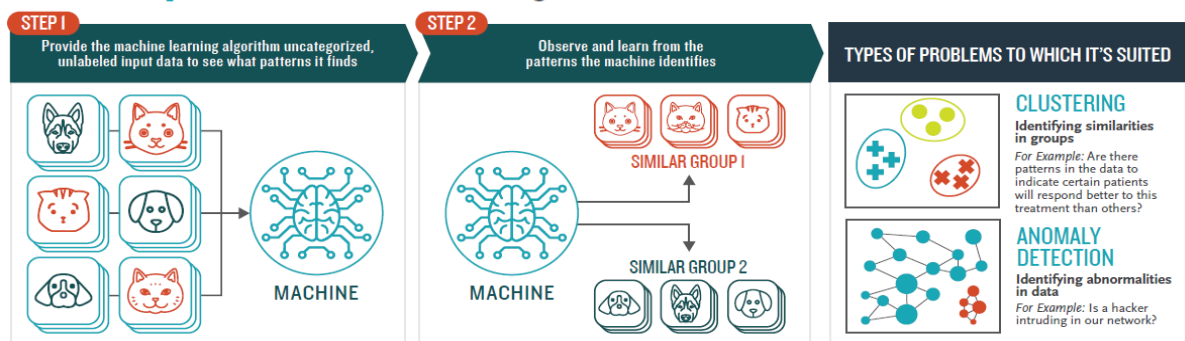 STEP 1
Provide the machine learning algorithm uncategorized,
unlabeled input data to see what patterns it finds
MACHINE
STEP 2
Observe and learn from the
patterns the machine identifies
SIMILAR GROUP 1
SIMILAR GROUP 2
MACHINE
TYPES OF PROBLEMS TO WHICH IT'S SUITED
CLUSTERING
Identifying similarities
in groups
For Example: Are there
patterns in the data to
indicate certain patients
will respond better to this
treatment than others?
ANOMALY
DETECTION
Identifying abnormalities
in data
For Example: Is a hacker
intruding in our network?